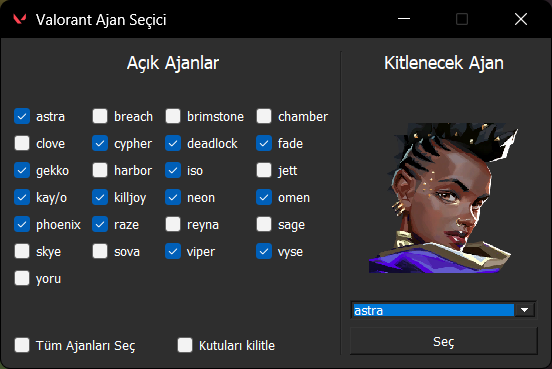 Valorant Ajan Seçici
Açık Ajanlar
Kitlenecek Ajan
astra breach brimstone chamber
clove cypher deadlock fade
gekko harbor iso jett
kay/o killjoy neon omen
phoenix raze reyna sage
skye sova viper vyse
yoru
astra
Tüm Ajanları Seç Kutuları kilitle
Seç